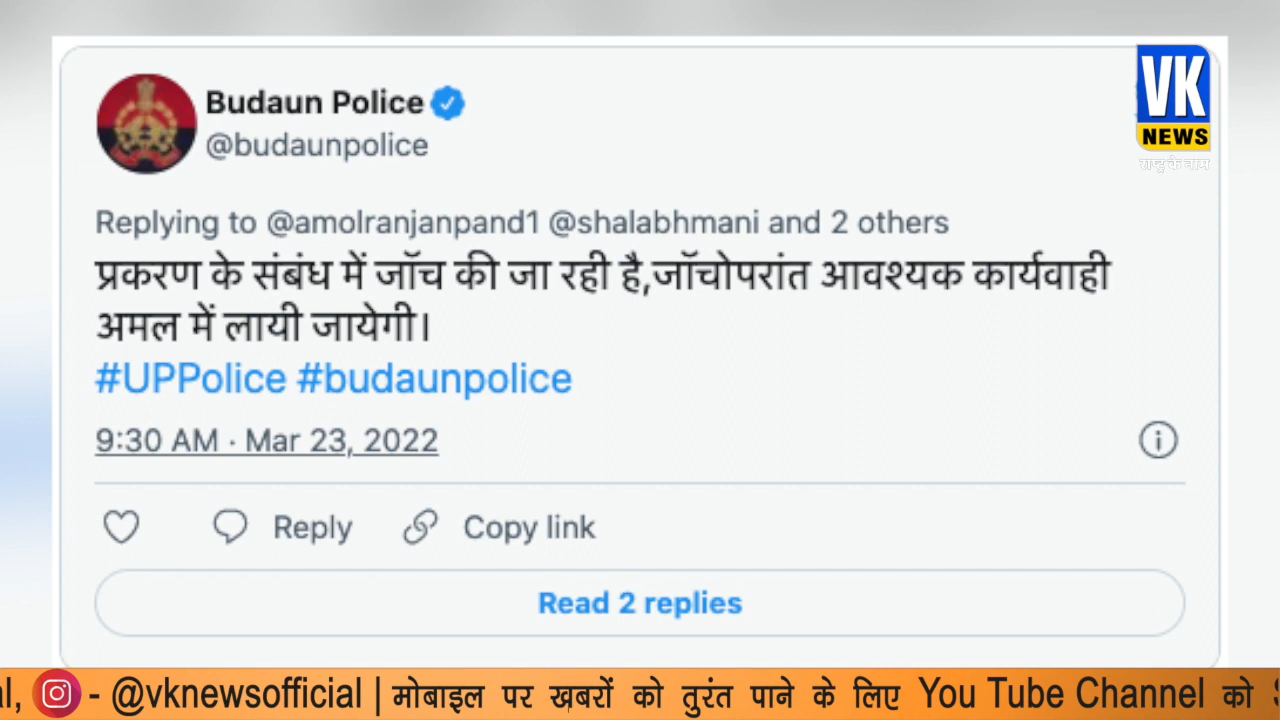 Budaun Police
@budaunpolice
VK
NEWS
राष्ट्र के नाम
Replying to @amolranjanpand1 @shalabhmani and 2 others
प्रकरण के संबंध में जॉच की जा रही है,जॉचोपरांत आवश्यक कार्यवाही
अमल में लायी जायेगी।
#UPPolice #budaunpolice
9:30 AM · Mar 23, 2022
Reply
Copy link
Read 2 replies
l, - @vknewsofficial | मोबाइल पर ख़बरों को तुरंत पाने के लिए You Tube Channel को